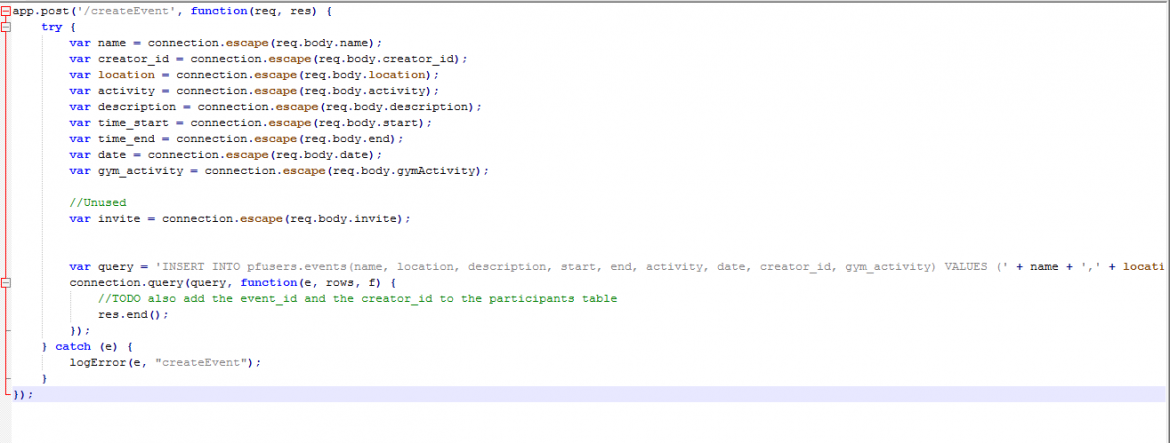 app.post('/createEvent', function(req, res) {
try {
var name = connection.escape(req.body.name);
var creator_id = connection.escape(req.body.creator_id);
var location = connection.escape(req.body.location);
var activity = connection.escape(req.body.activity);
var description = connection.escape(req.body.description);
var time_start = connection.escape(req.body.start);
var time_end = connection.escape(req.body.end);
var date = connection.escape(req.body.date);
var gym_activity = connection.escape(req.body.gymActivity);
//Unused
var invite = connection.escape(req.body.invite);
var query = 'INSERT INTO pfusers.events(name, location, description, start, end, activity, date, creator_id, gym_activity) VALUES (' + name + ',' + locati
connection.query(query, function(e, rows, f) {
//TODO also add the event_id and the creator_id to the participants table
res.end();
});
} catch (e) {
logError(e, "createEvent");
}
});